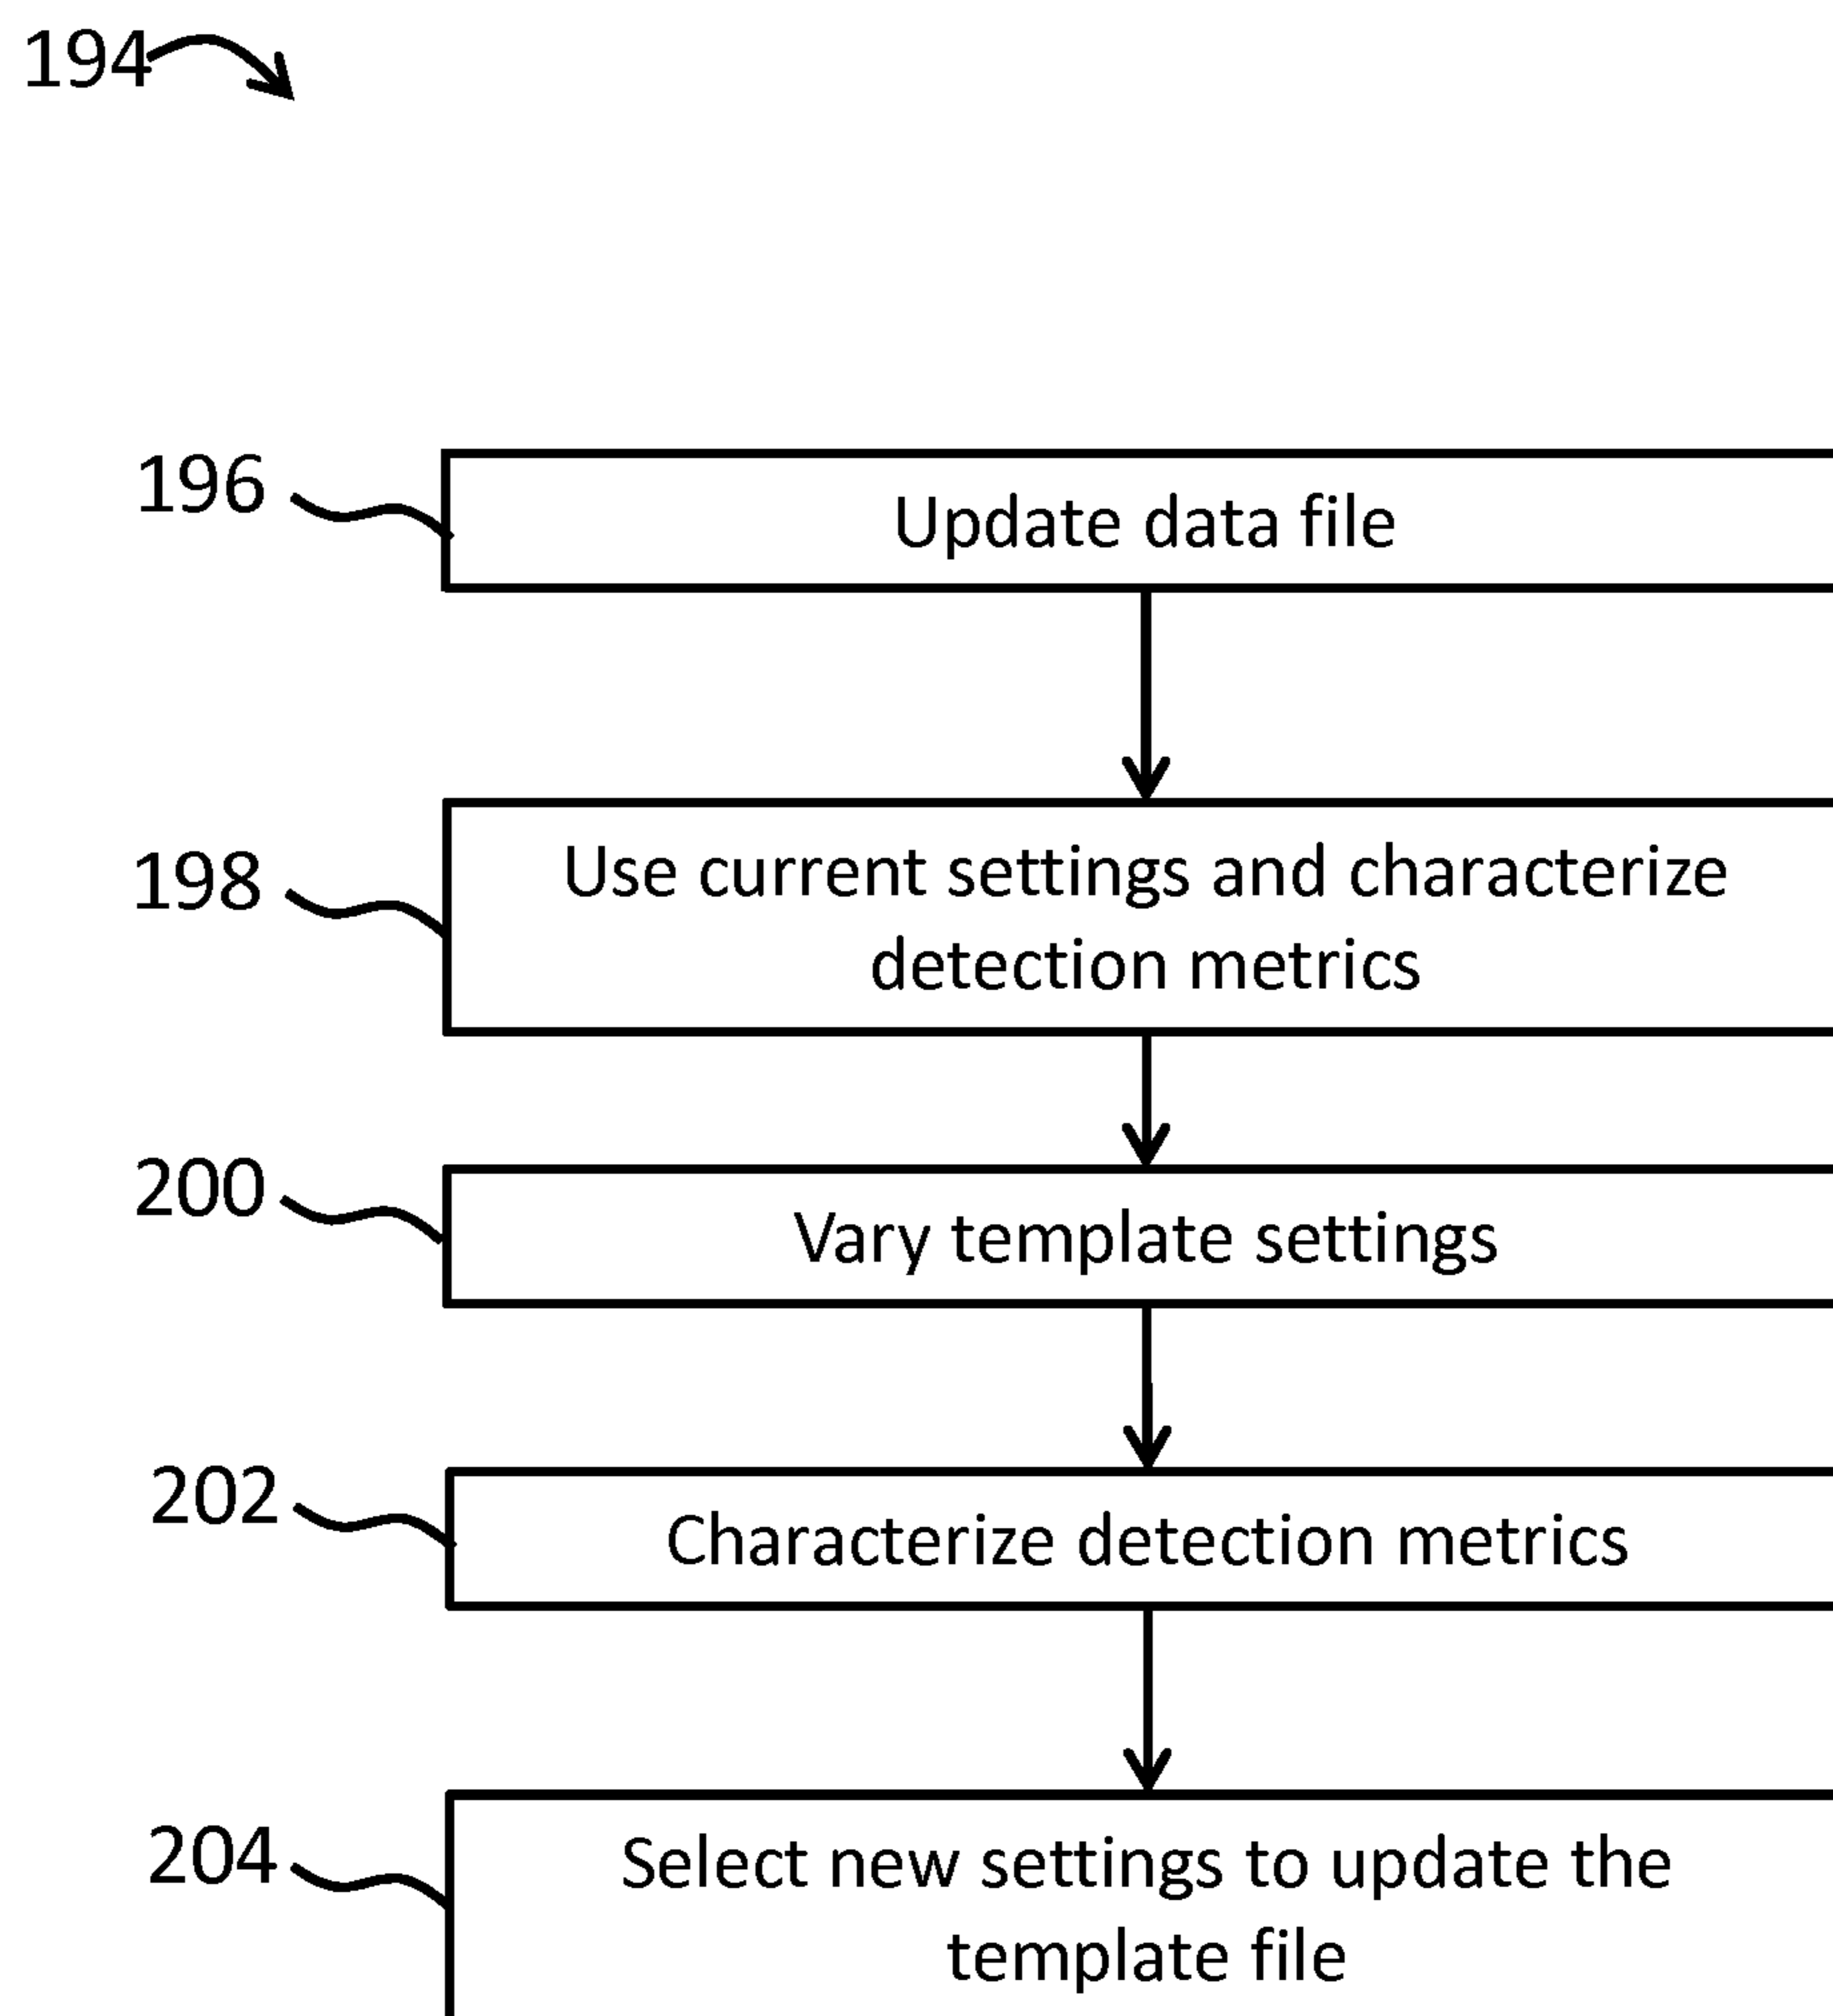 194
196
Update data file
198
Use current settings and characterize
detection metrics
200
Vary template settings
202
Characterize detection metrics
204
Select new settings to update the
template file